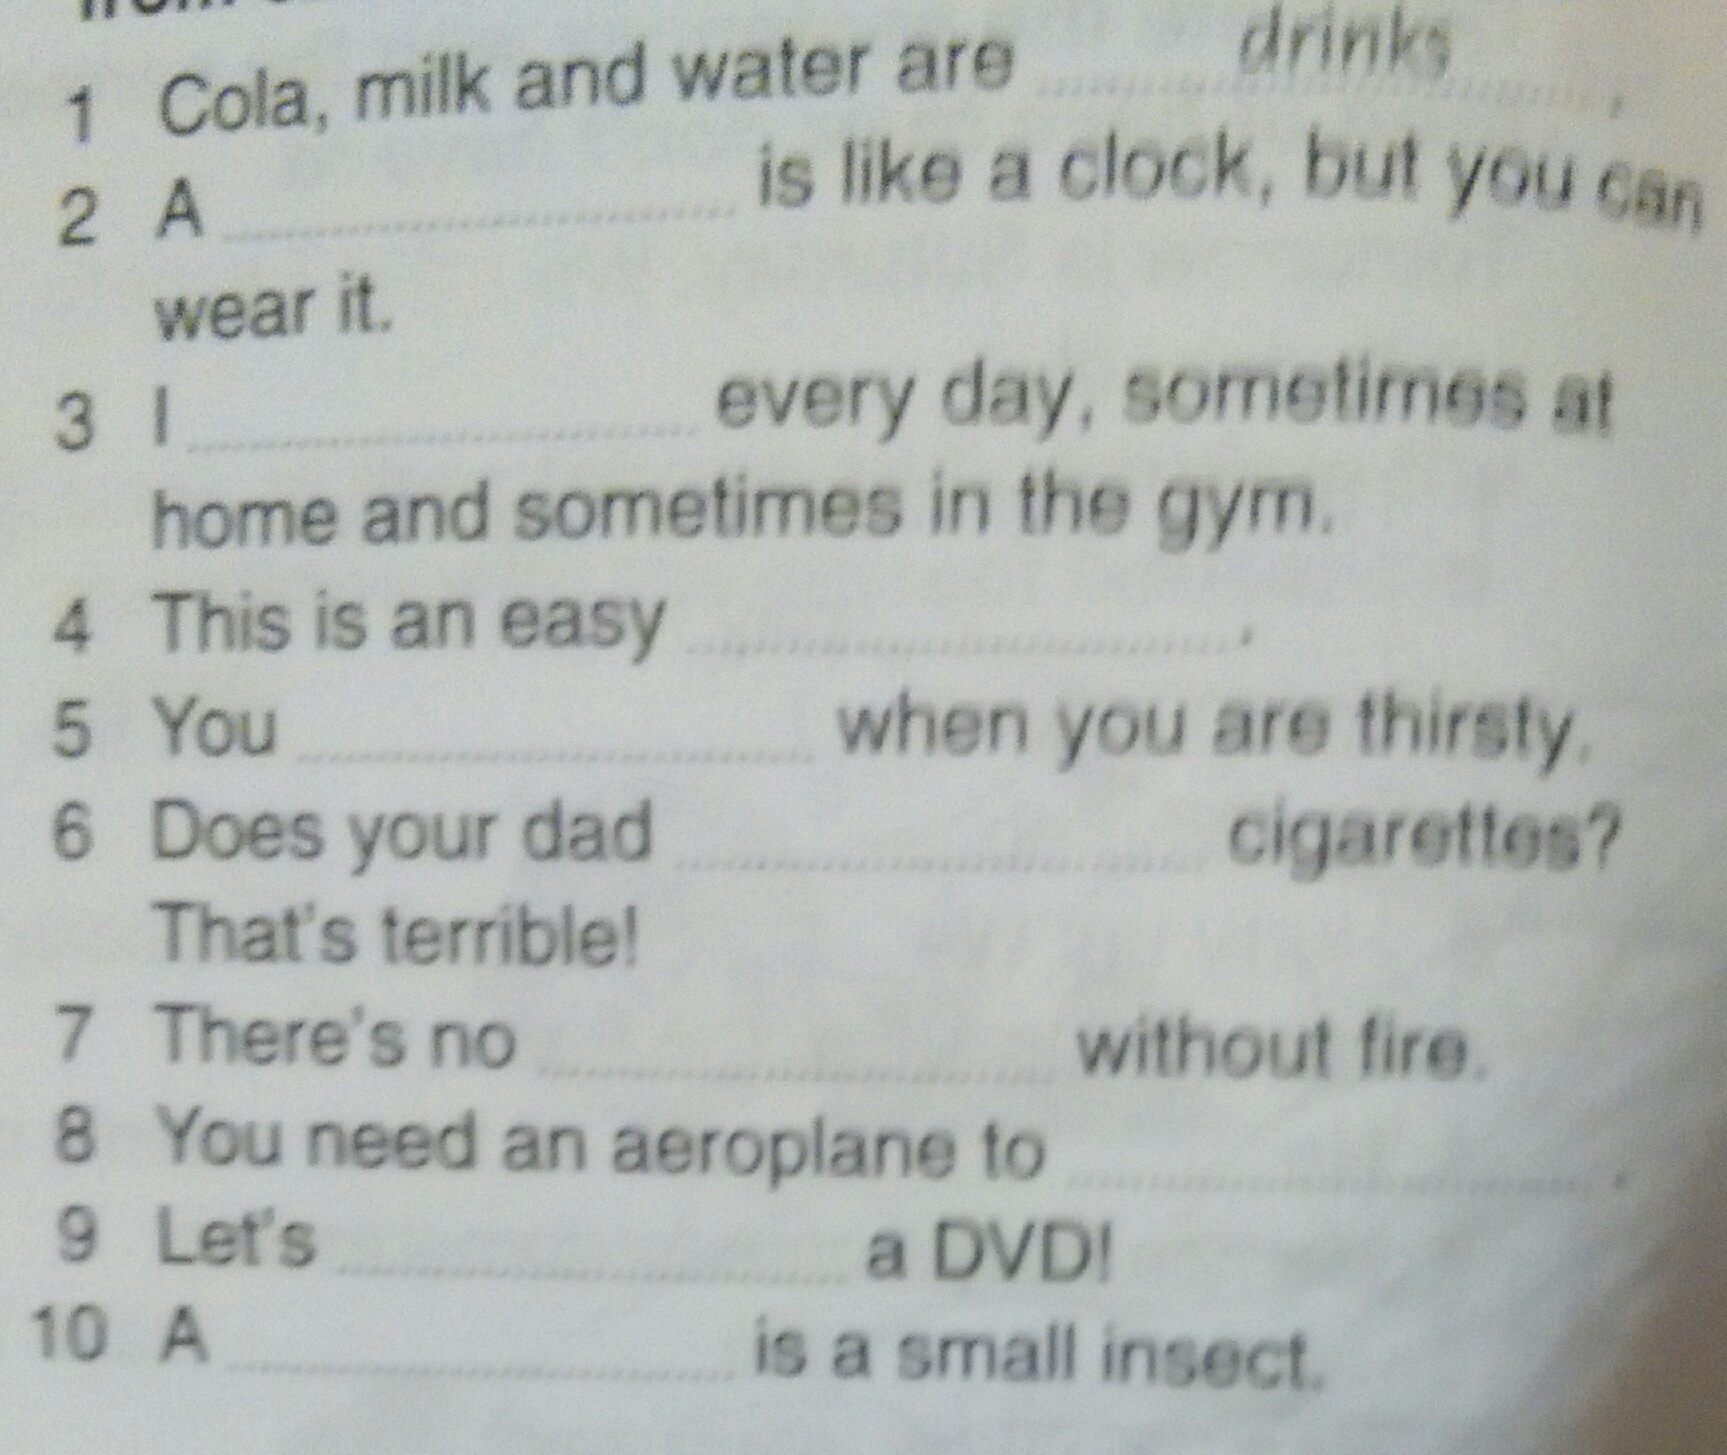 1 Cola, milk and water are drinks.
2 A ............ is like a clock, but you can
wear it.
3 I ............ every day, sometimes at
home and sometimes in the gym.
4 This is an easy ............ .
5 You ............ when you are thirsty.
6 Does your dad ............ cigarettes?
That's terrible!
7 There's no ............ without fire.
8 You need an aeroplane to ............ .
9 Let's ............ a DVD!
10 A ............ is a small insect.